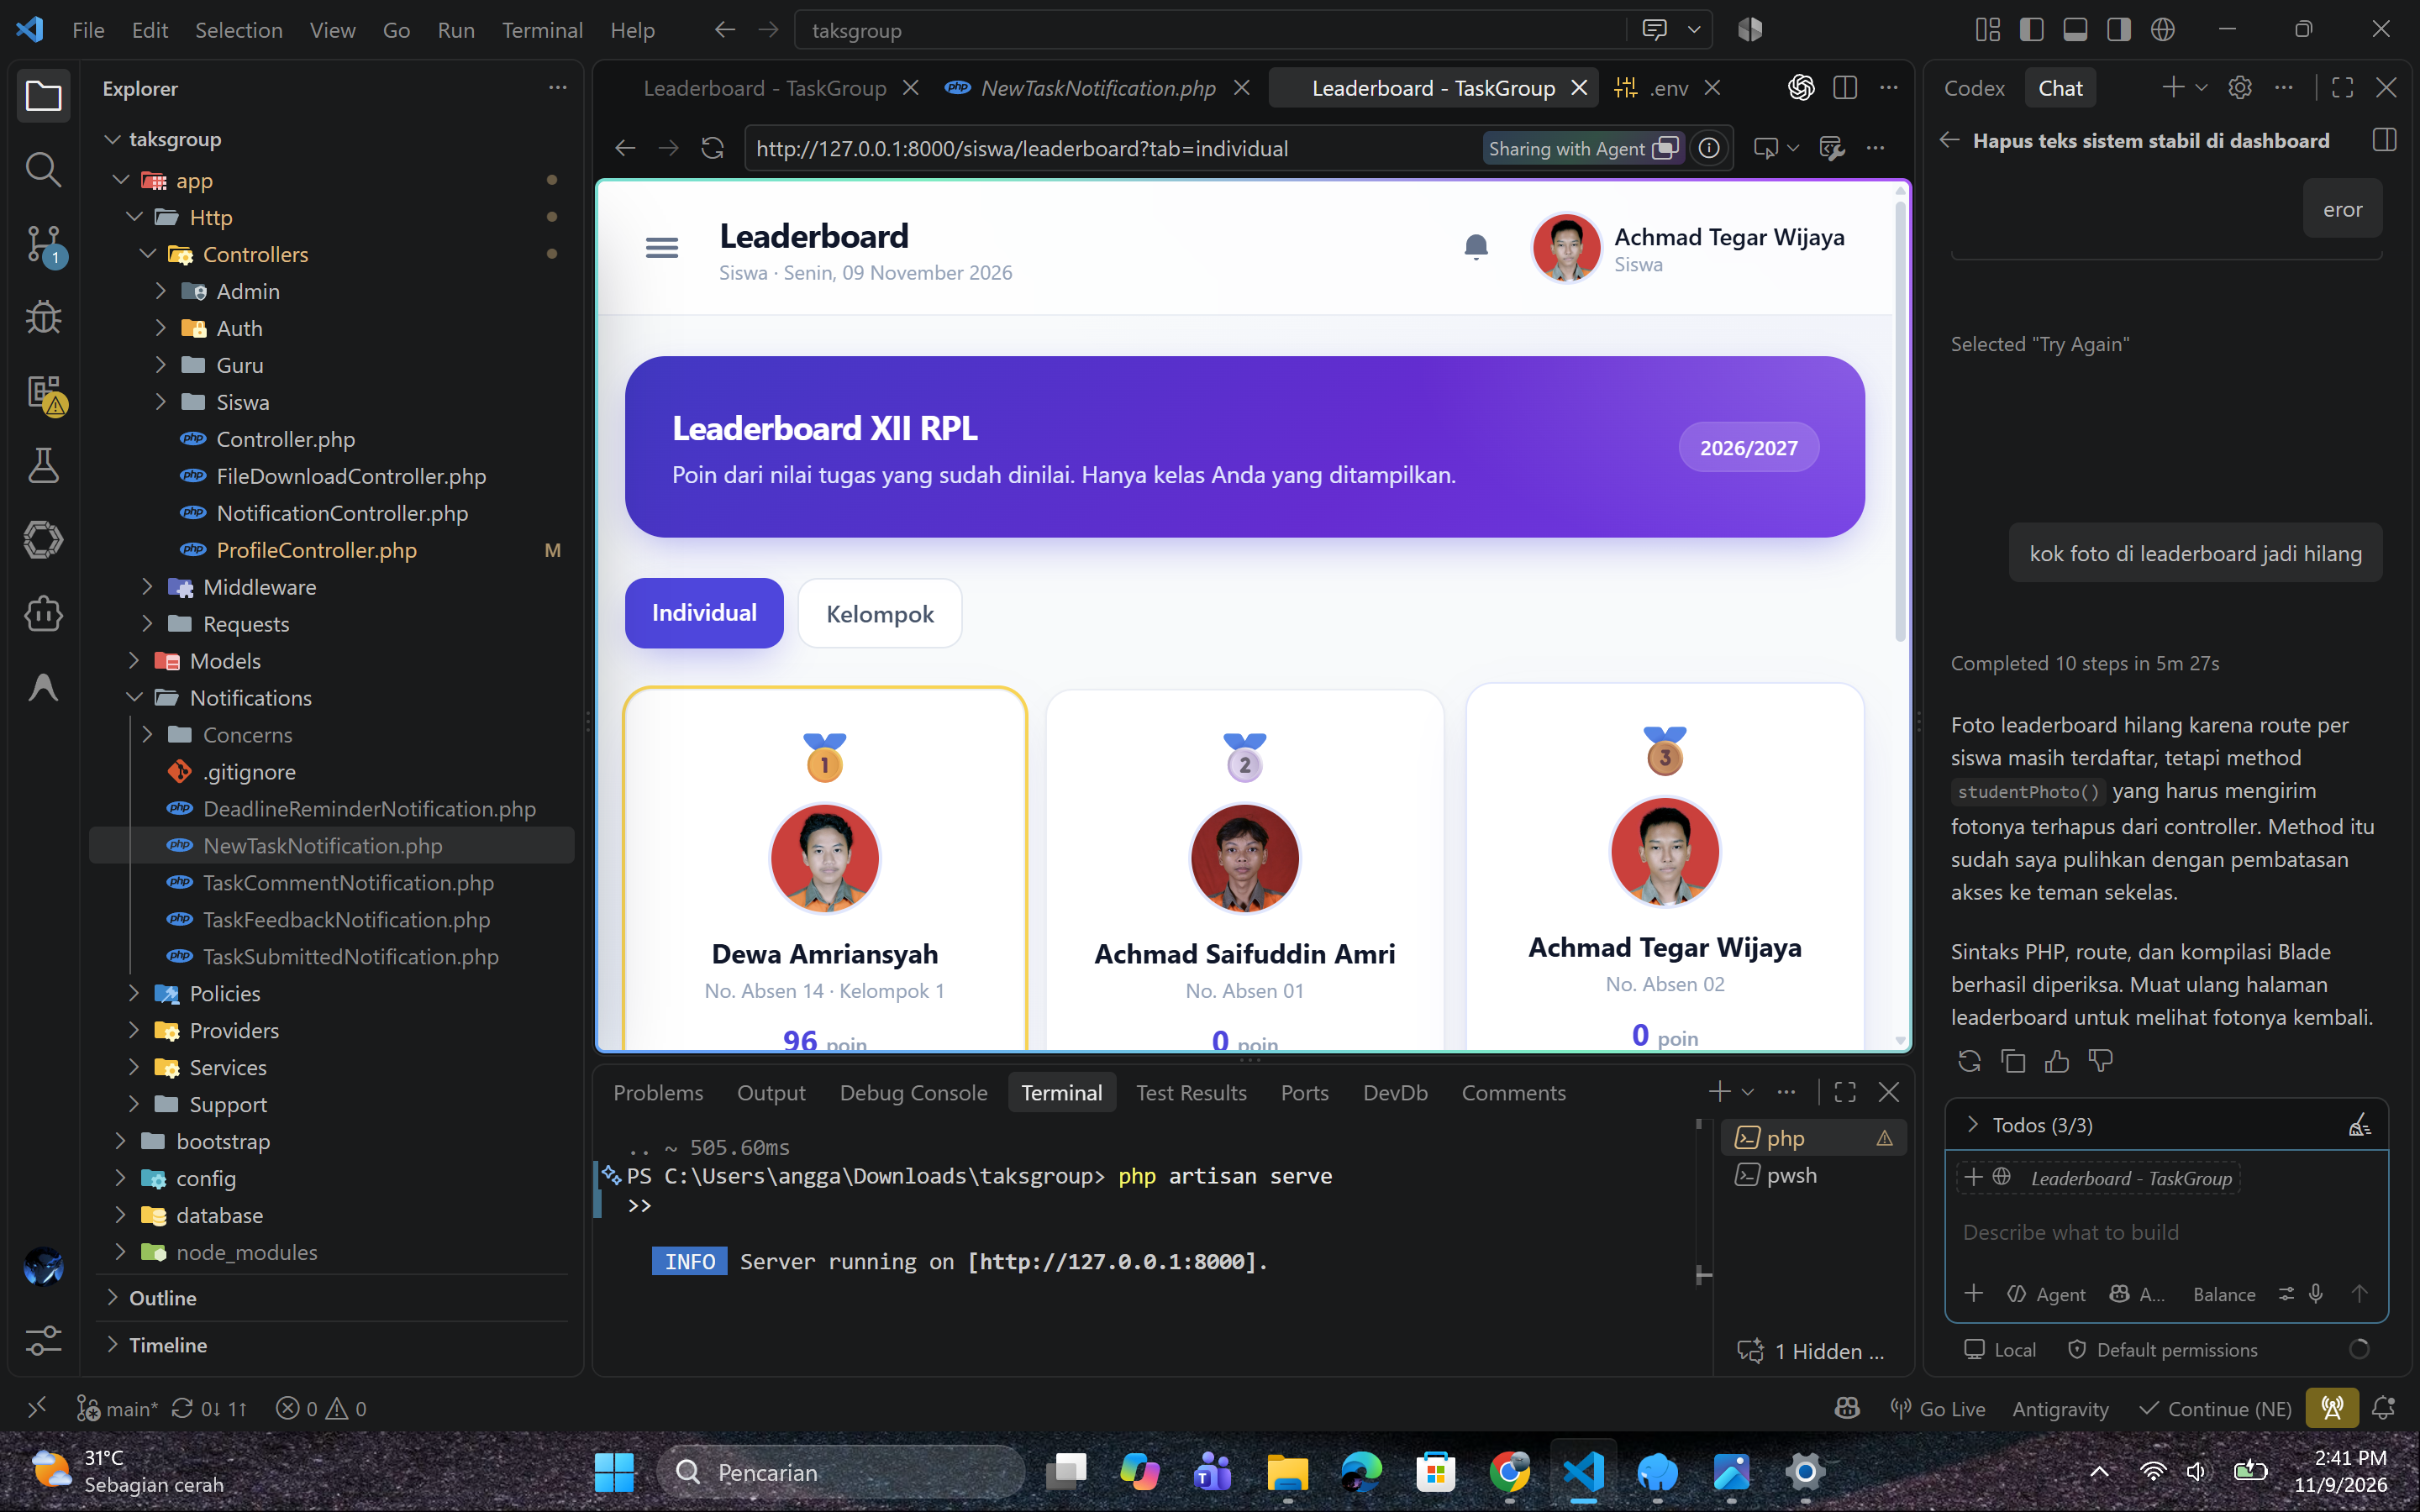 File Edit Selection View Go Run Terminal Help
taksgroup
Explorer
taksgroup
app
Http
Controllers
Admin
Auth
Guru
Siswa
Controller.php
FileDownloadController.php
NotificationController.php
ProfileController.php M
Middleware
Requests
Models
Notifications
Concerns
.gitignore
DeadlineReminderNotification.php
NewTaskNotification.php
TaskCommentNotification.php
TaskFeedbackNotification.php
TaskSubmittedNotification.php
Policies
Providers
Services
Support
bootstrap
config
database
node_modules
Outline
Timeline
1
Leaderboard - TaskGroup
php NewTaskNotification.php
Leaderboard - TaskGroup
.env
http://127.0.0.1:8000/siswa/leaderboard?tab=individual
Sharing with Agent
Leaderboard
Siswa · Senin, 09 November 2026
Achmad Tegar Wijaya
Siswa
Leaderboard XII RPL
Poin dari nilai tugas yang sudah dinilai. Hanya kelas Anda yang ditampilkan.
2026/2027
Individual
Kelompok
1
Dewa Amriansyah
No. Absen 14 · Kelompok 1
96 poin
2
Achmad Saifuddin Amri
No. Absen 01
0 poin
3
Achmad Tegar Wijaya
No. Absen 02
0 poin
Problems Output Debug Console Terminal Test Results Ports DevDb Comments
.. ~ 505.60ms
PS C:\Users\angga\Downloads\taksgroup> php artisan serve
>>
INFO Server running on [http://127.0.0.1:8000].
php
pwsh
1 Hidden ...
Codex
Chat
Hapus teks sistem stabil di dashboard
eror
Selected "Try Again"
kok foto di leaderboard jadi hilang
Completed 10 steps in 5m 27s
Foto leaderboard hilang karena route per
siswa masih terdaftar, tetapi method
studentPhoto() yang harus mengirim
fotonya terhapus dari controller. Method itu
sudah saya pulihkan dengan pembatasan
akses ke teman sekelas.
Sintaks PHP, route, dan kompilasi Blade
berhasil diperiksa. Muat ulang halaman
leaderboard untuk melihat fotonya kembali.
Todos (3/3)
Leaderboard - TaskGroup
Describe what to build
Agent A... Balance
Local Default permissions
main* 0↓ 1↑ 0 0
Go Live Antigravity Continue (NE)
31°C
Sebagian cerah
Pencarian
2:41 PM
11/9/2026